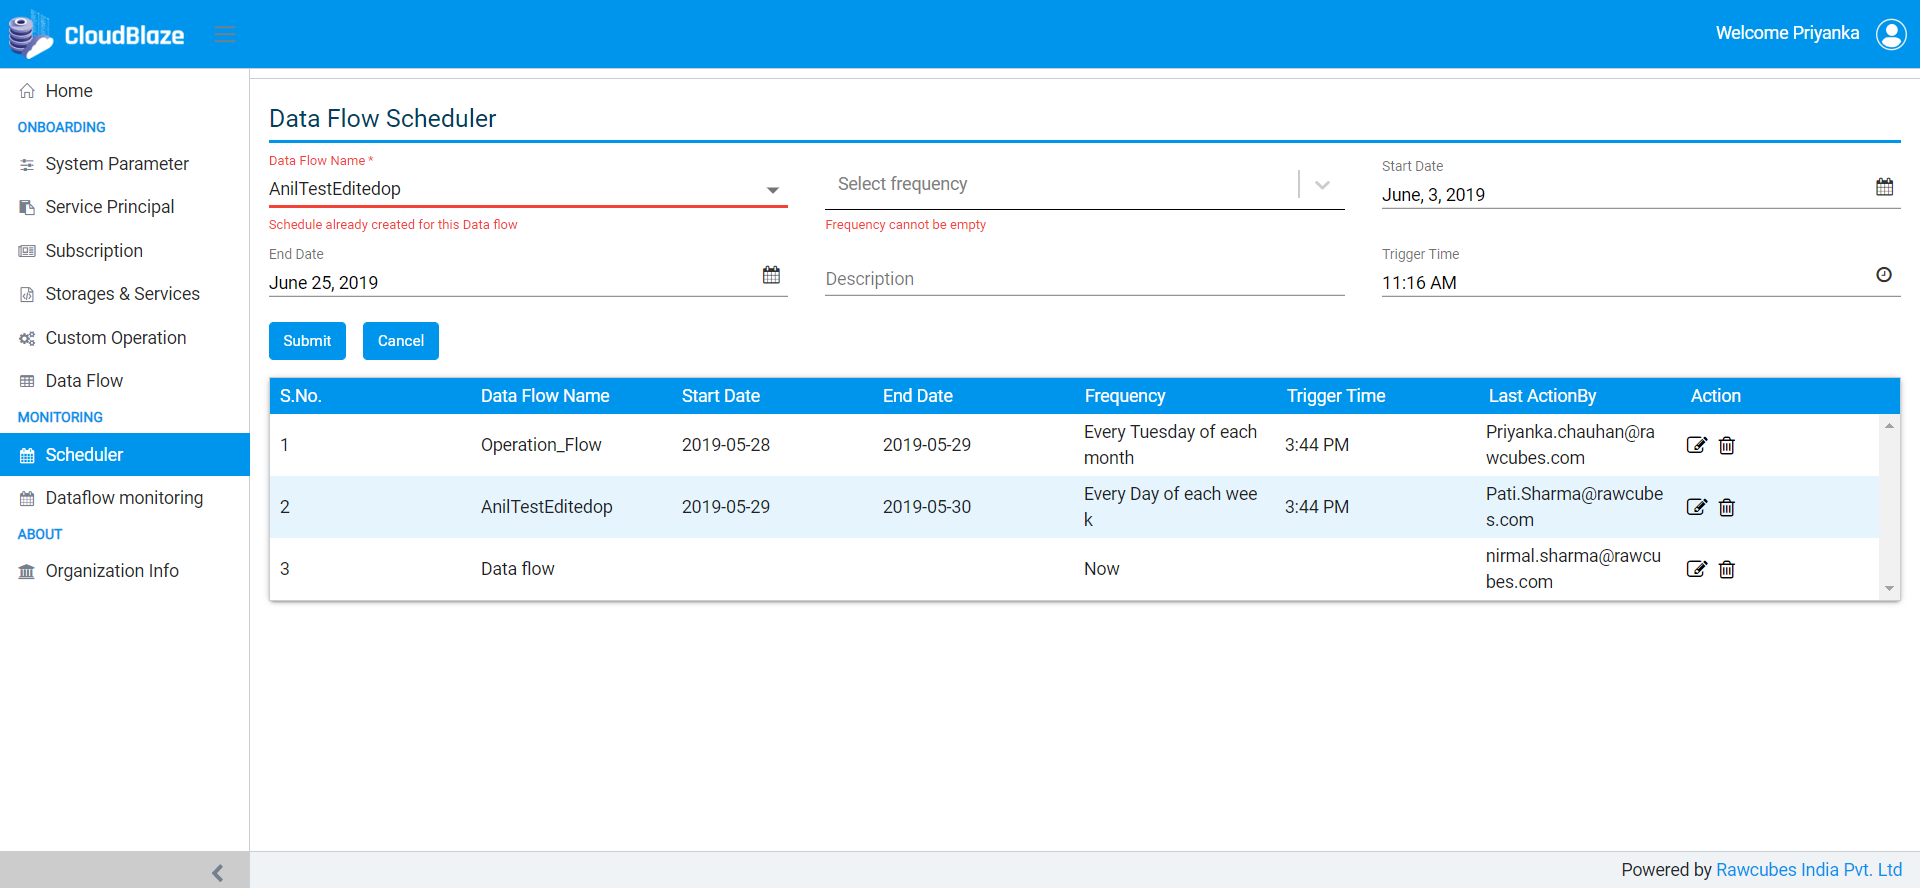 CloudBlaze
Welcome Priyanka
Home
ONBOARDING
System Parameter
Service Principal
Subscription
Storages & Services
Custom Operation
Data Flow
MONITORING
Scheduler
Dataflow monitoring
ABOUT
Organization Info
Data Flow Scheduler
Data Flow Name *
AnilTestEditedop
Schedule already created for this Data flow
Select frequency
Frequency cannot be empty
Start Date
June, 3, 2019
End Date
June 25, 2019
Description
Trigger Time
11:16 AM
Submit Cancel
S.No. Data Flow Name Start Date End Date Frequency Trigger Time Last ActionBy Action
1 Operation_Flow 2019-05-28 2019-05-29 Every Tuesday of each 3:44 PM Priyanka.chauhan@ra
month wcubes.com
2 AnilTestEditedop 2019-05-29 2019-05-30 Every Day of each wee 3:44 PM Pati.Sharma@rawcube
k s.com
3 Data flow Now nirmal.sharma@rawcu
bes.com
Powered by Rawcubes India Pvt. Ltd